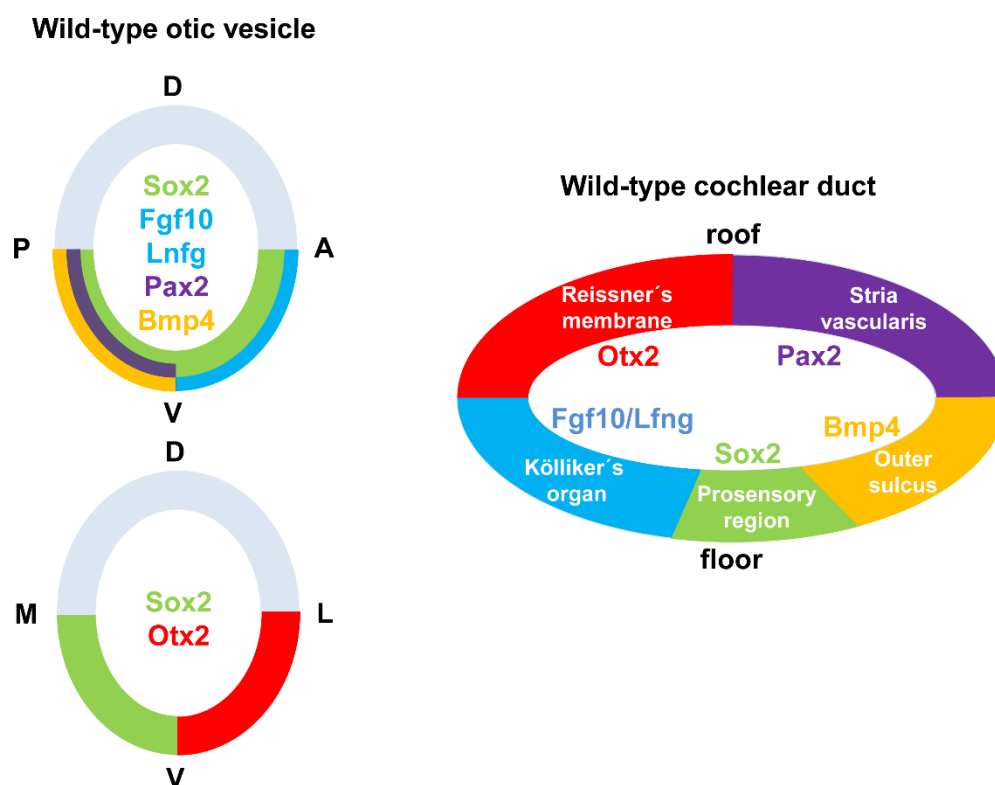 Wild-type otic vesicle
D
Sox2
Fgf10
Lnfg
Pax2
Bmp4
P
A
V
D
Sox2
Otx2
M
L
V
Wild-type cochlear duct
roof
Reissner´s
membrane
Stria
vascularis
Otx2
Pax2
Fgf10/Lfng
Bmp4
Sox2
Kölliker´s
organ
Prosensory
region
Outer
sulcus
floor